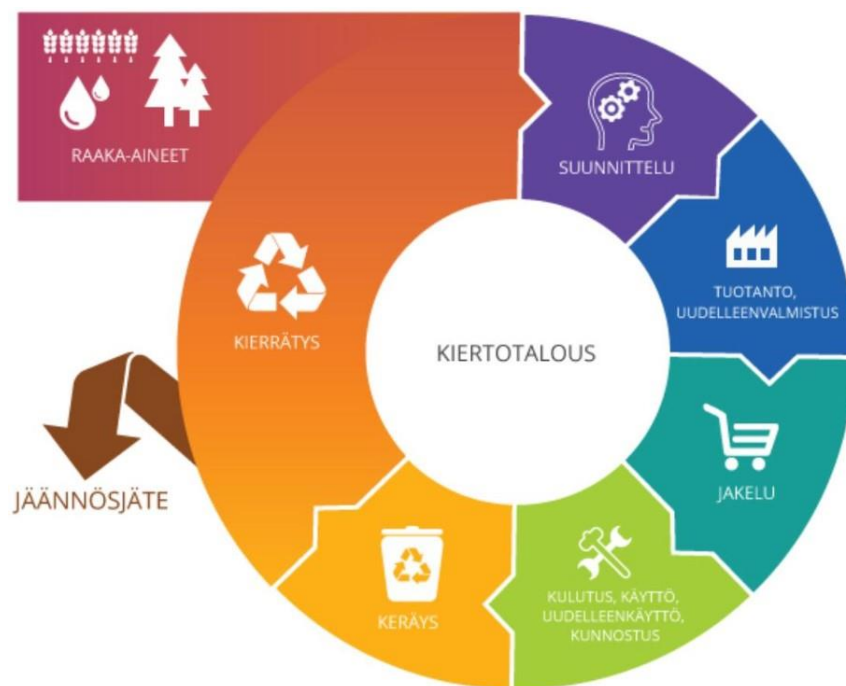 RAAKA-AINEET
SUUNNITTELU
TUOTANTO,
UUDELLEENVALMISTUS
KIERRÄTYS
KIERTOTALOUS
JAKELU
JÄÄNNÖSJÄTE
KULUTUS, KÄYTTÖ,
UUDELLEENKÄYTTÖ,
KUNNOSTUS
KERÄYS